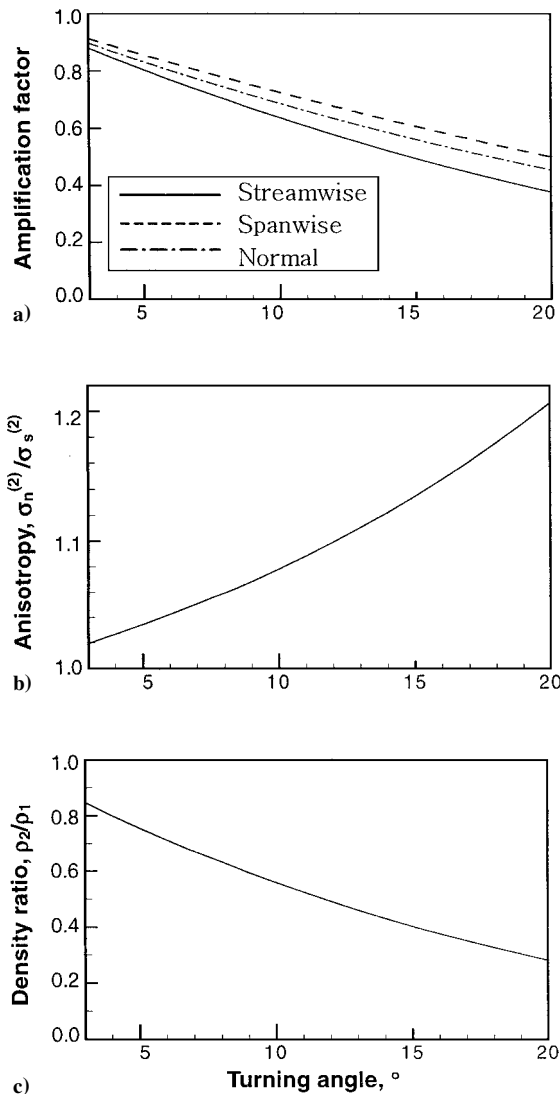 1.0
0.8
0.6
0.4
0.2
0.0
Amplification factor
Streamwise
Spanwise
Normal
5 10 15 20
a)
1.2
1.1
1.0
Anisotropy, σn(2)/σs(2)
5 10 15 20
b)
1.0
0.8
0.6
0.4
0.2
0.0
Density ratio, ρ2/ρ1
5 10 15 20
Turning angle, °
c)